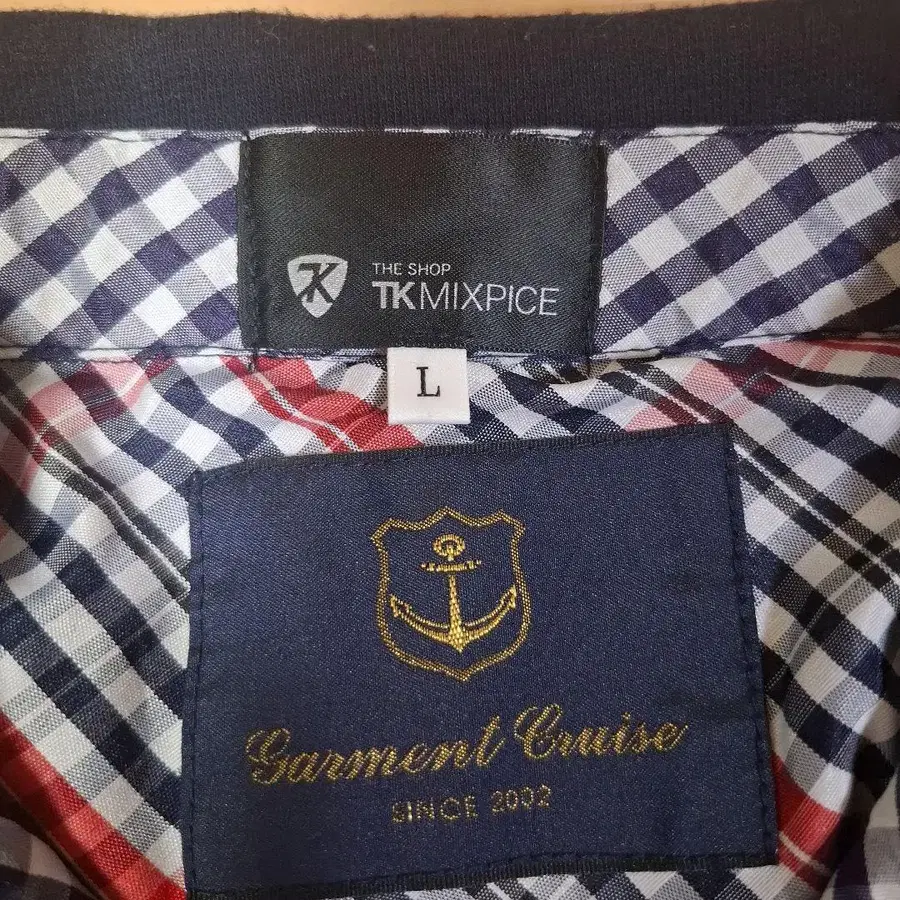 K
THE SHOP
TKMIXPICE
L
Garment Cruise
SINCE 2002